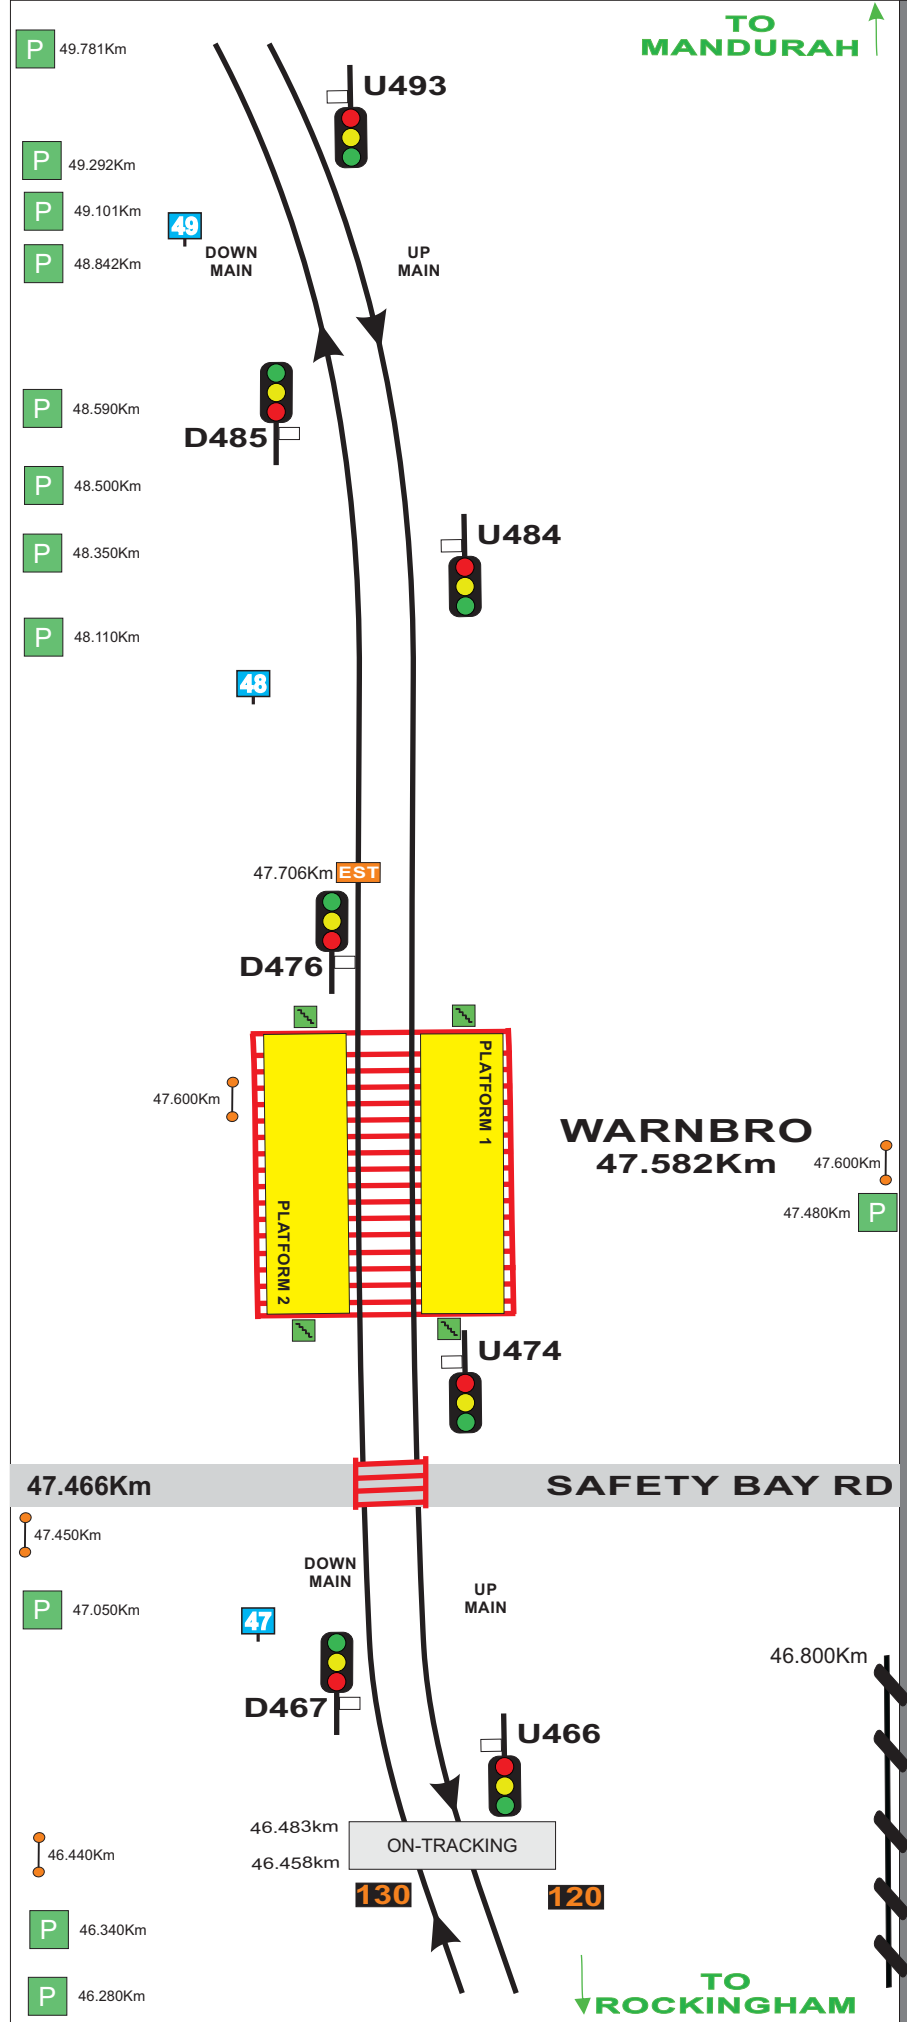 TO
MANDURAH
P 49.781Km
U493
P 49.292Km
P 49.101Km
49
DOWN
MAIN
UP
MAIN
P 48.842Km
P 48.590Km
D485
P 48.500Km
U484
P 48.350Km
P 48.110Km
48
47.706Km EST
D476
PLATFORM 1
47.600Km
WARNBRO
47.582Km
47.600Km
47.480Km P
PLATFORM 2
U474
47.466Km SAFETY BAY RD
47.450Km
DOWN
MAIN
UP
MAIN
P 47.050Km
47
46.800Km
D467
U466
46.483km
ON-TRACKING
46.440Km
46.458km
130 120
P 46.340Km
P 46.280Km
TO
ROCKINGHAM